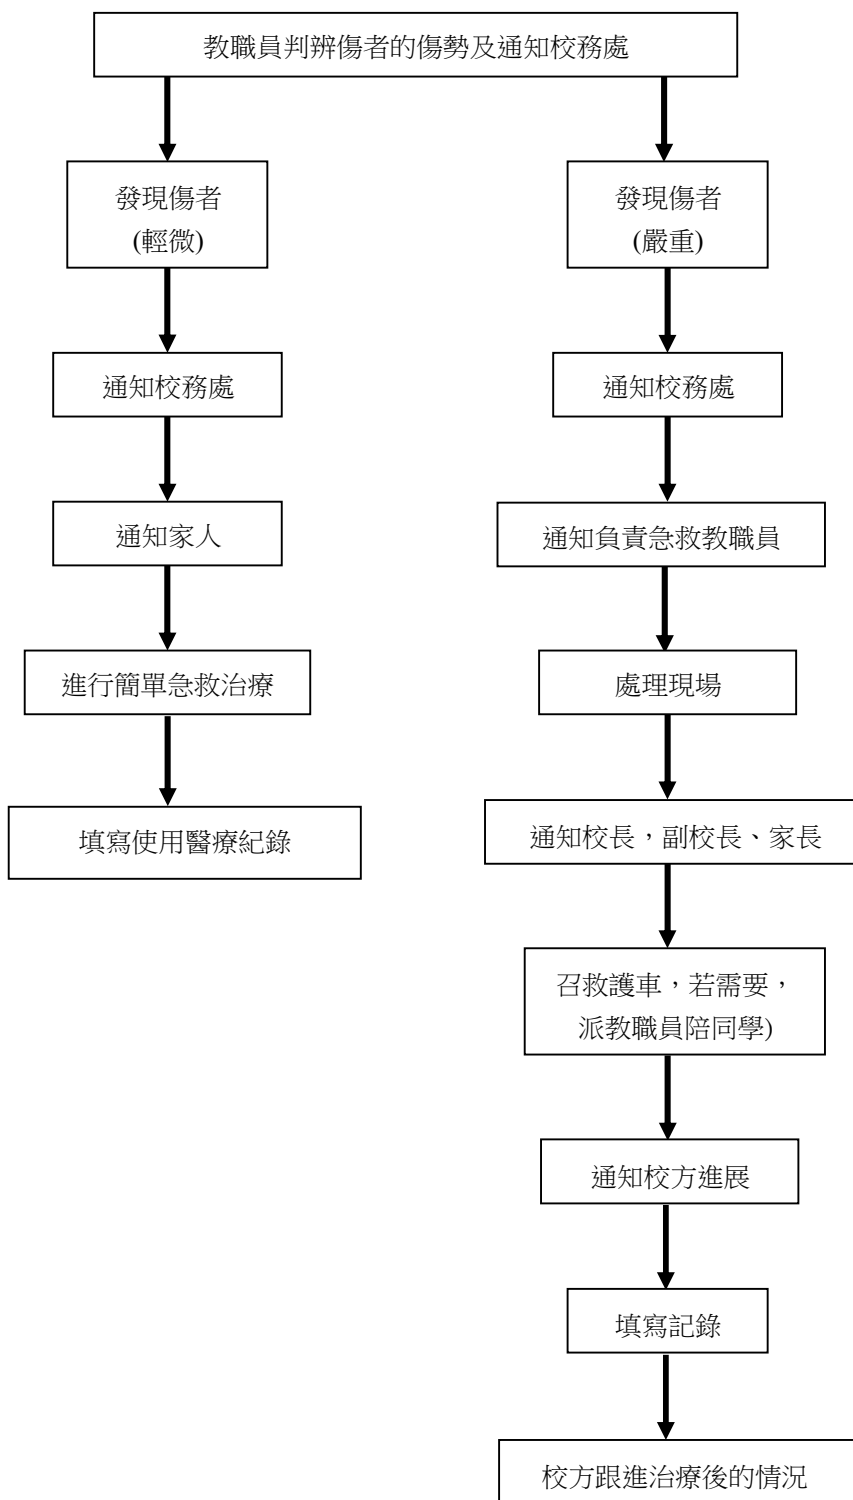 教職員判辨傷者的傷勢及通知校務處
發現傷者
(輕微)
通知校務處
通知家人
進行簡單急救治療
填寫使用醫療紀錄
發現傷者
(嚴重)
通知校務處
通知負責急救教職員
處理現場
通知校長，副校長、家長
召救護車，若需要，
派教職員陪同學)
通知校方進展
填寫記錄
校方跟進治療後的情況